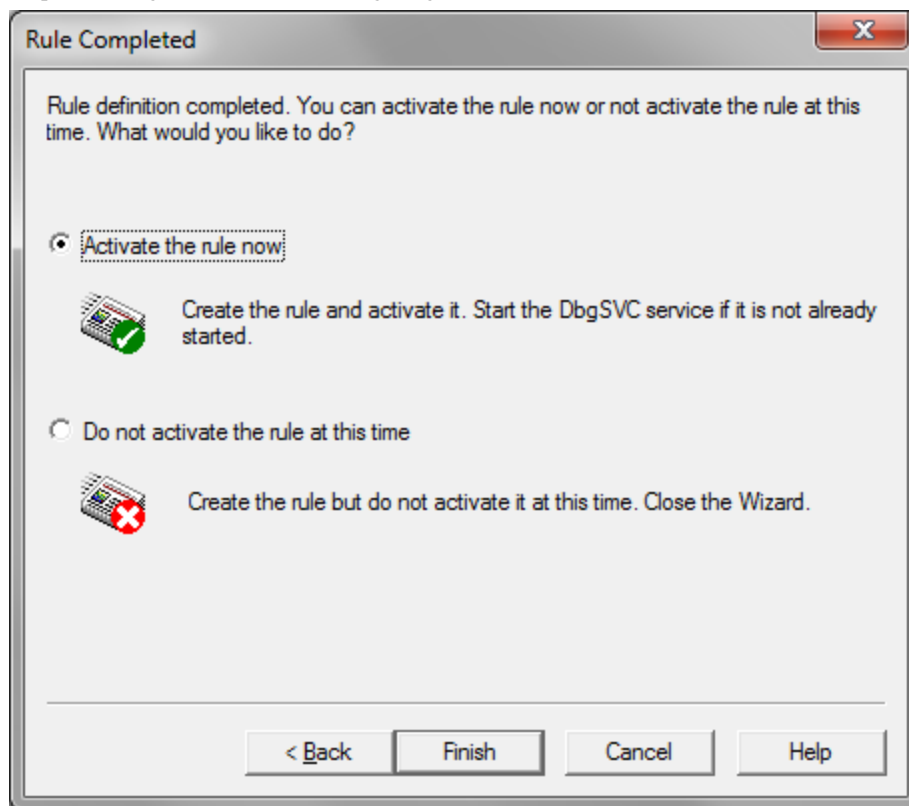 Rule Completed
Rule definition completed. You can activate the rule now or not activate the rule at this
time. What would you like to do?
Activate the rule now
Create the rule and activate it. Start the DbgSVC service if it is not already
started.
Do not activate the rule at this time
Create the rule but do not activate it at this time. Close the Wizard.
< Back
Finish
Cancel
Help